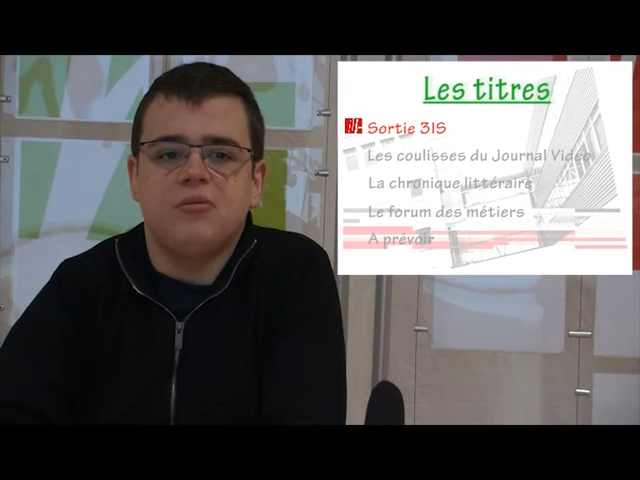 Les titres
Sortie 3IS
Les coulisses du Journal Vidéo
La chronique littéraire
Le forum des métiers
A prévoir